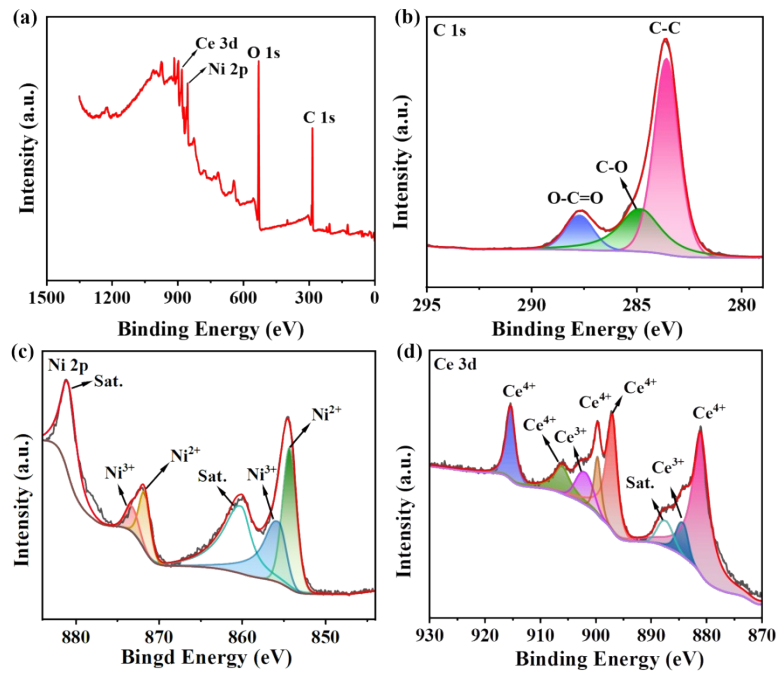 (a)
Ce 3d
O 1s
Ni 2p
C 1s
Intensity (a.u.)
1500 1200 900 600 300 0
Binding Energy (eV)
(b)
C 1s
C-C
C-O
O-C=O
Intensity (a.u.)
295 290 285 280
Binding Energy (eV)
(c)
Ni 2p
Sat.
Ni²⁺
Ni³⁺
Ni²⁺
Sat.
Ni³⁺
Intensity (a.u.)
880 870 860 850
Bingd Energy (eV)
(d)
Ce 3d
Ce⁴⁺
Ce⁴⁺
Ce⁴⁺
Ce⁴⁺
Ce⁴⁺
Ce³⁺
Ce³⁺
Sat.
Intensity (a.u.)
930 920 910 900 890 880 870
Binding Energy (eV)